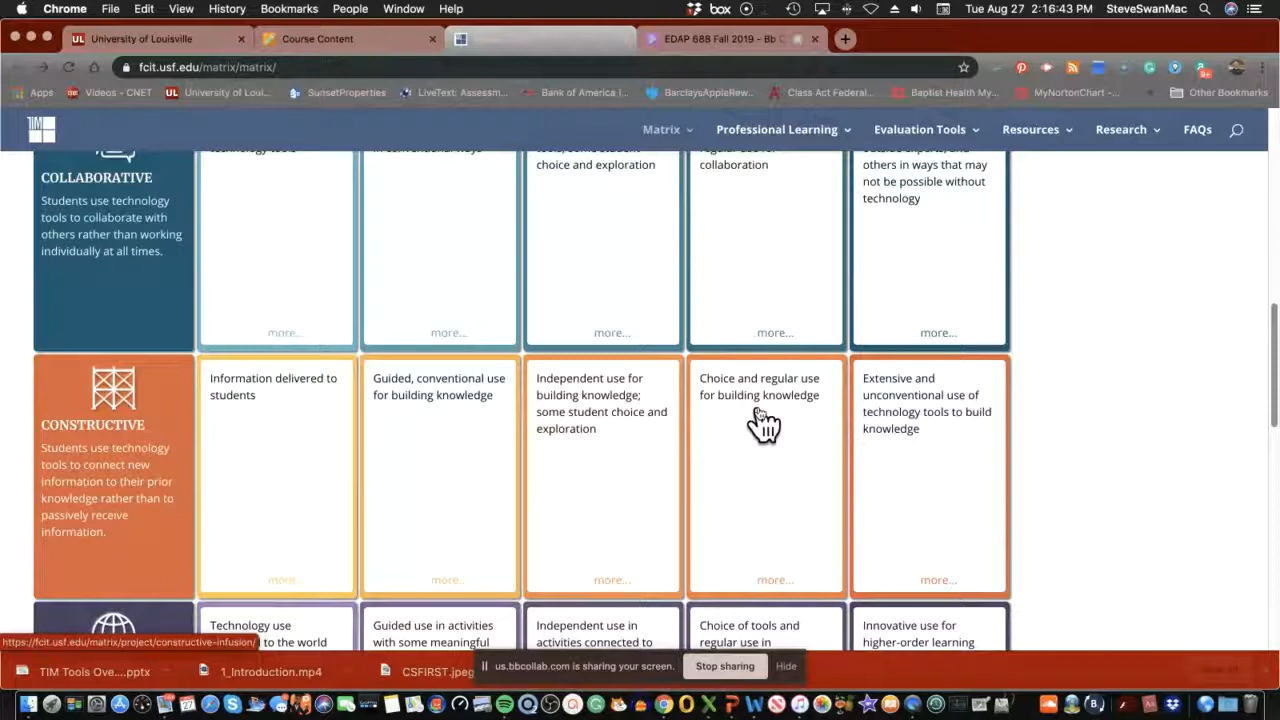 Chrome File Edit View History Bookmarks People Window Help
box
Tue Aug 27 2:16:43 PM SteveSwanMac
University of Louisville
Course Content
EDAP 688 Fall 2019 - Bb C
fcit.usf.edu/matrix/matrix/
Apps
Videos - CNET
University of Loui...
SunsetProperties
LiveText: Assessm...
Bank of America I...
BarclaysAppleRew...
Class Act Federal...
Baptist Health My...
MyNortonChart - ...
Other Bookmarks
TIM
Matrix
Professional Learning
Evaluation Tools
Resources
Research
FAQs
COLLABORATIVE
Students use technology
tools to collaborate with
others rather than working
individually at all times.
more...
more...
choice and exploration
more...
collaboration
more...
others in ways that may
not be possible without
technology
more...
CONSTRUCTIVE
Students use technology
tools to connect new
information to their prior
knowledge rather than to
passively receive
information.
Information delivered to
students
more...
Guided, conventional use
for building knowledge
more...
Independent use for
building knowledge;
some student choice and
exploration
more...
Choice and regular use
for building knowledge
more...
Extensive and
unconventional use of
technology tools to build
knowledge
more...
Technology use
to the world
Guided use in activities
with some meaningful
Independent use in
activities connected to
Choice of tools and
regular use in
Innovative use for
higher-order learning
https://fcit.usf.edu/matrix/project/constructive-infusion/
TIM Tools Ove....pptx
1_Introduction.mp4
CSFIRST.jpeg
us.bbcollab.com is sharing your screen.
Stop sharing
Hide